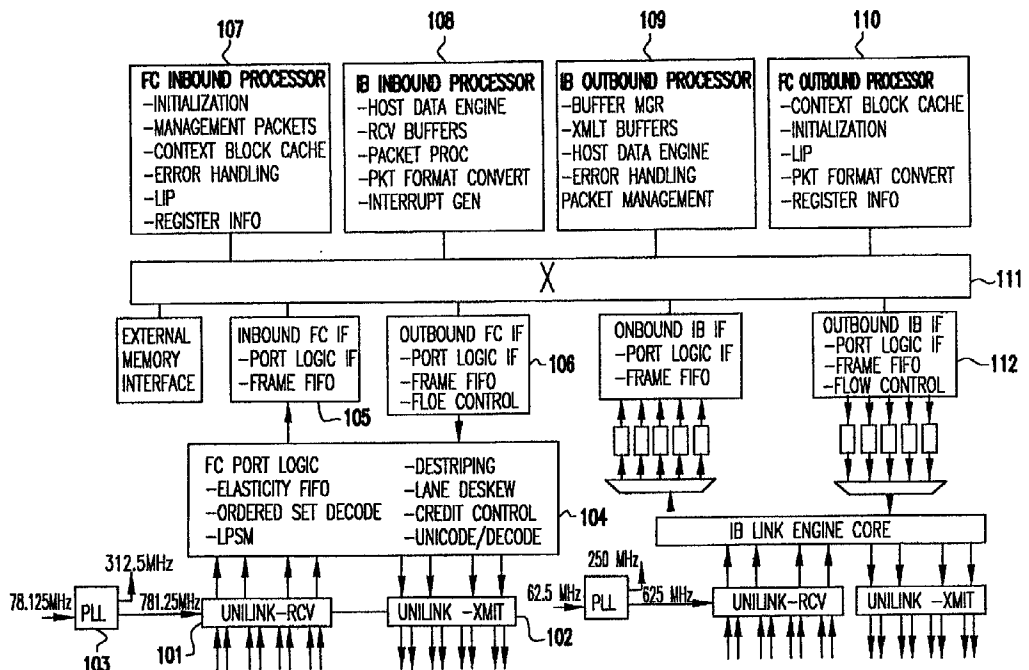 107
108
109
110
FC INBOUND PROCESSOR
-INITIALIZATION
-MANAGEMENT PACKETS
-CONTEXT BLOCK CACHE
-ERROR HANDLING
-LIP
-REGISTER INFO
IB INBOUND PROCESSOR
-HOST DATA ENGINE
-RCV BUFFERS
-PACKET PROC
-PKT FORMAT CONVERT
-INTERRUPT GEN
IB OUTBOUND PROCESSOR
-BUFFER MGR
-XMLT BUFFERS
-HOST DATA ENGINE
-ERROR HANDLING
PACKET MANAGEMENT
FC OUTBOUND PROCESSOR
-CONTEXT BLOCK CACHE
-INITIALIZATION
-LIP
-PKT FORMAT CONVERT
-REGISTER INFO
X
111
EXTERNAL
MEMORY
INTERFACE
INBOUND FC IF
-PORT LOGIC IF
-FRAME FIFO
105
OUTBOUND FC IF
-PORT LOGIC IF
-FRAME FIFO
-FLOE CONTROL
106
ONBOUND IB IF
-PORT LOGIC IF
-FRAME FIFO
OUTBOUND IB IF
-PORT LOGIC IF
-FRAME FIFO
-FLOW CONTROL
112
FC PORT LOGIC
-ELASTICITY FIFO
-ORDERED SET DECODE
-LPSM
-DESTRIPING
-LANE DESKEW
-CREDIT CONTROL
-UNICODE/DECODE
104
IB LINK ENGINE CORE
312.5MHz
78.125MHz
PLL
781.25MHz
103
UNILINK-RCV
101
UNILINK -XMIT
102
250 MHz
62.5 MHz
PLL
625 MHz
UNILINK-RCV
UNILINK -XMIT